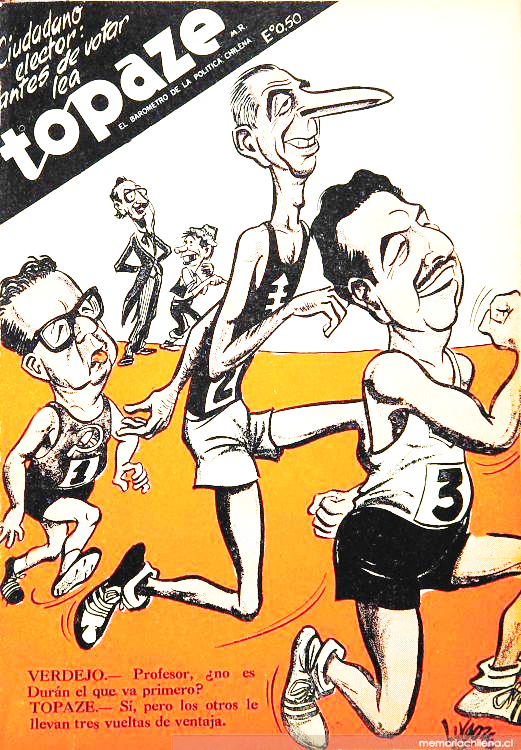 Ciudadano
elector:
antes de votar
lea
topaze
M.R.
EL BAROMETRO DE LA POLITICA CHILENA
Eº0.50
1
2
3
VERDEJO.— Profesor, ¿no es
Durán el que va primero?
TOPAZE.— Sí, pero los otros le
llevan tres vueltas de ventaja.
memoriachilena.cl